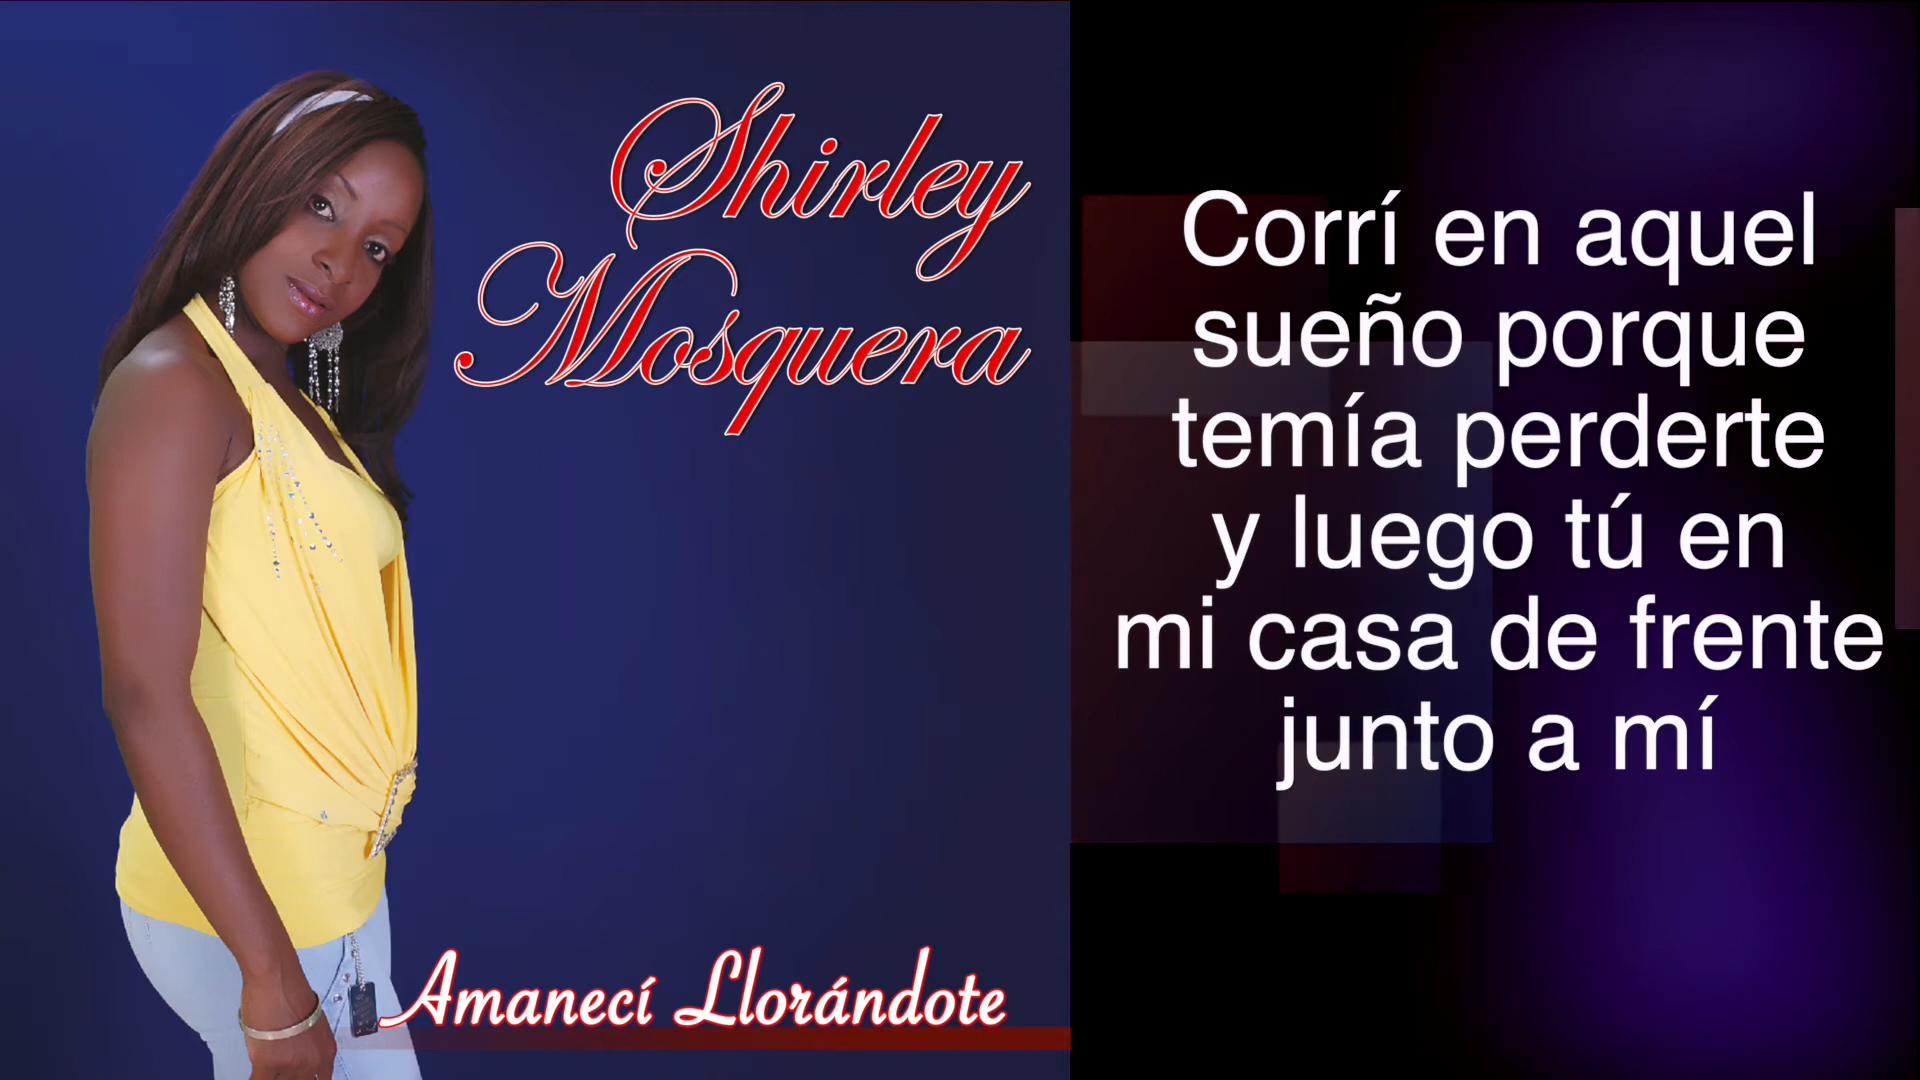 Shirley
Mosquera
Amanecí Llorándote
Corrí en aquel
sueño porque
temía perderte
y luego tú en
mi casa de frente
junto a mí